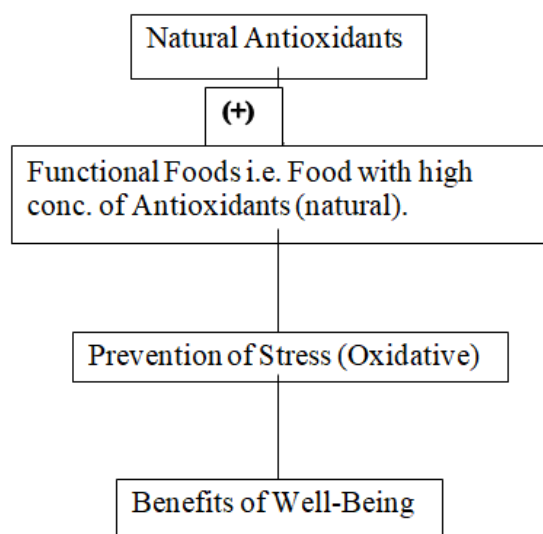 Natural Antioxidants
(+)
Functional Foods i.e. Food with high
conc. of Antioxidants (natural).
Prevention of Stress (Oxidative)
Benefits of Well-Being